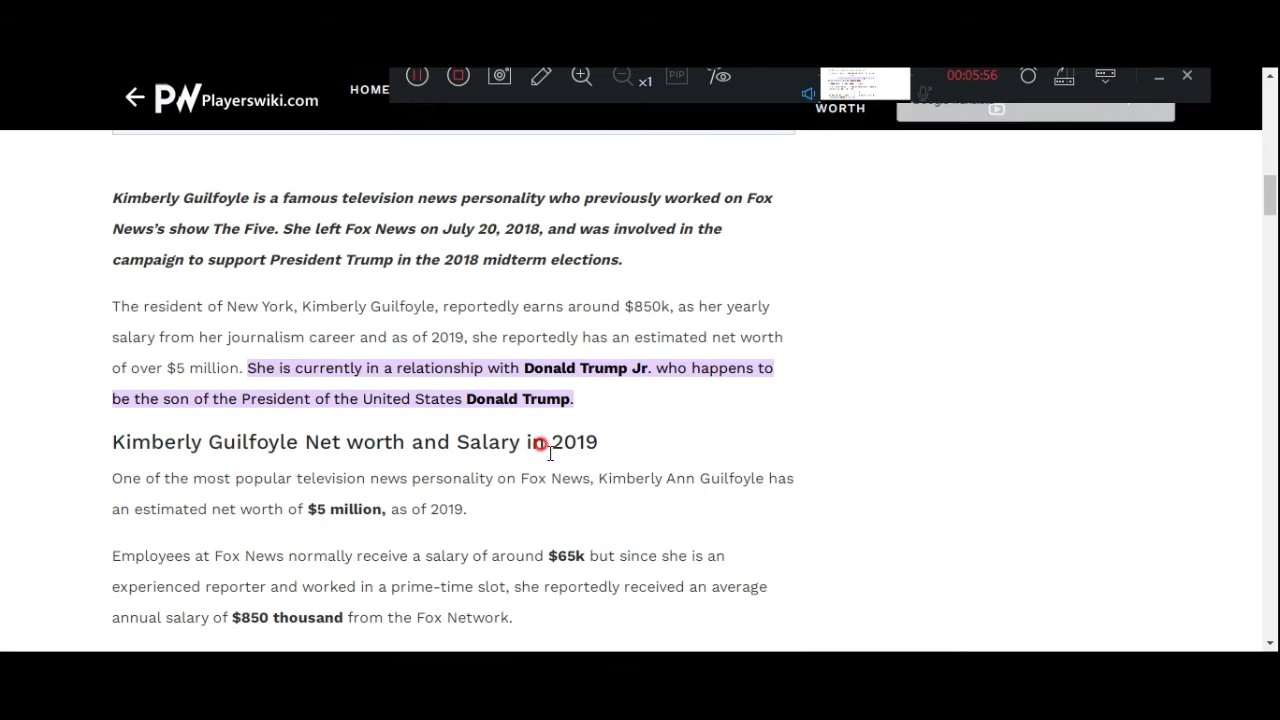 x1
PIP
00:05:56
PW Playerswiki.com
HOME
WORTH
Kimberly Guilfoyle is a famous television news personality who previously worked on Fox
News’s show The Five. She left Fox News on July 20, 2018, and was involved in the
campaign to support President Trump in the 2018 midterm elections.
The resident of New York, Kimberly Guilfoyle, reportedly earns around $850k, as her yearly
salary from her journalism career and as of 2019, she reportedly has an estimated net worth
of over $5 million. She is currently in a relationship with Donald Trump Jr. who happens to
be the son of the President of the United States Donald Trump.
Kimberly Guilfoyle Net worth and Salary in 2019
One of the most popular television news personality on Fox News, Kimberly Ann Guilfoyle has
an estimated net worth of $5 million, as of 2019.
Employees at Fox News normally receive a salary of around $65k but since she is an
experienced reporter and worked in a prime-time slot, she reportedly received an average
annual salary of $850 thousand from the Fox Network.